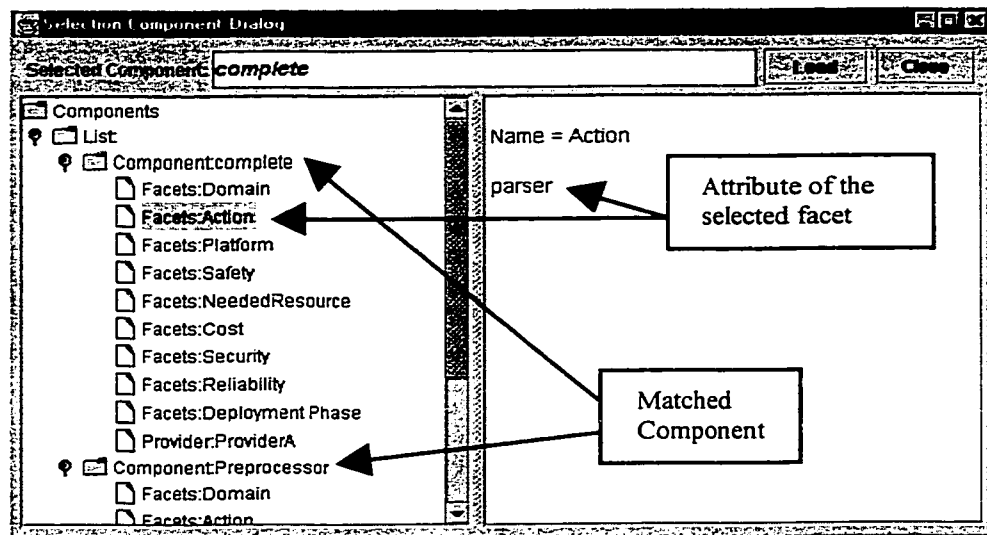 Selection Component Dialog
Selected Component: complete Load Close
Components
List
Component:complete
Facets:Domain
Facets:Action
Facets:Platform
Facets:Safety
Facets:NeededResource
Facets:Cost
Facets:Security
Facets:Reliability
Facets:Deployment Phase
Provider:ProviderA
Component:Preprocessor
Facets:Domain
Facets:Action
Name = Action
parser
Attribute of the
selected facet
Matched
Component